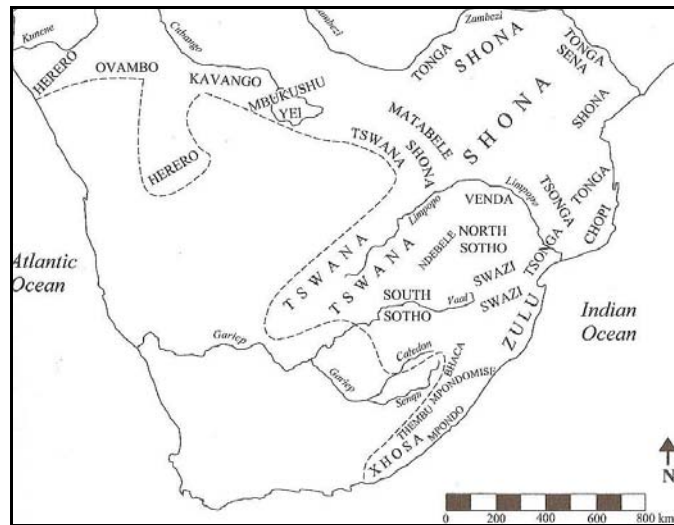 Kunene
Cubango
Zambezi
Zambezi
HERERO
OVAMBO
KAVANGO
MBUKUSHU
YEI
TONGA
SHONA
TONGA
SENA
SHONA
SHONA
MATABELE
SHONA
TSWANA
HERERO
Limpopo
Limpopo
VENDA
TSONGA
TONGA
CHOPI
TSWANA
TSWANA
NDEBELE
NORTH
SOTHO
TSONGA
SWAZI
SWAZI
Vaal
SOUTH
SOTHO
ZULU
Atlantic
Ocean
Indian
Ocean
Gariep
Gariep
Caledon
Senqu
BHACA
MPONDOMISE
THEMBU
MPONDO
XHOSA
N
0 200 400 600 800 km